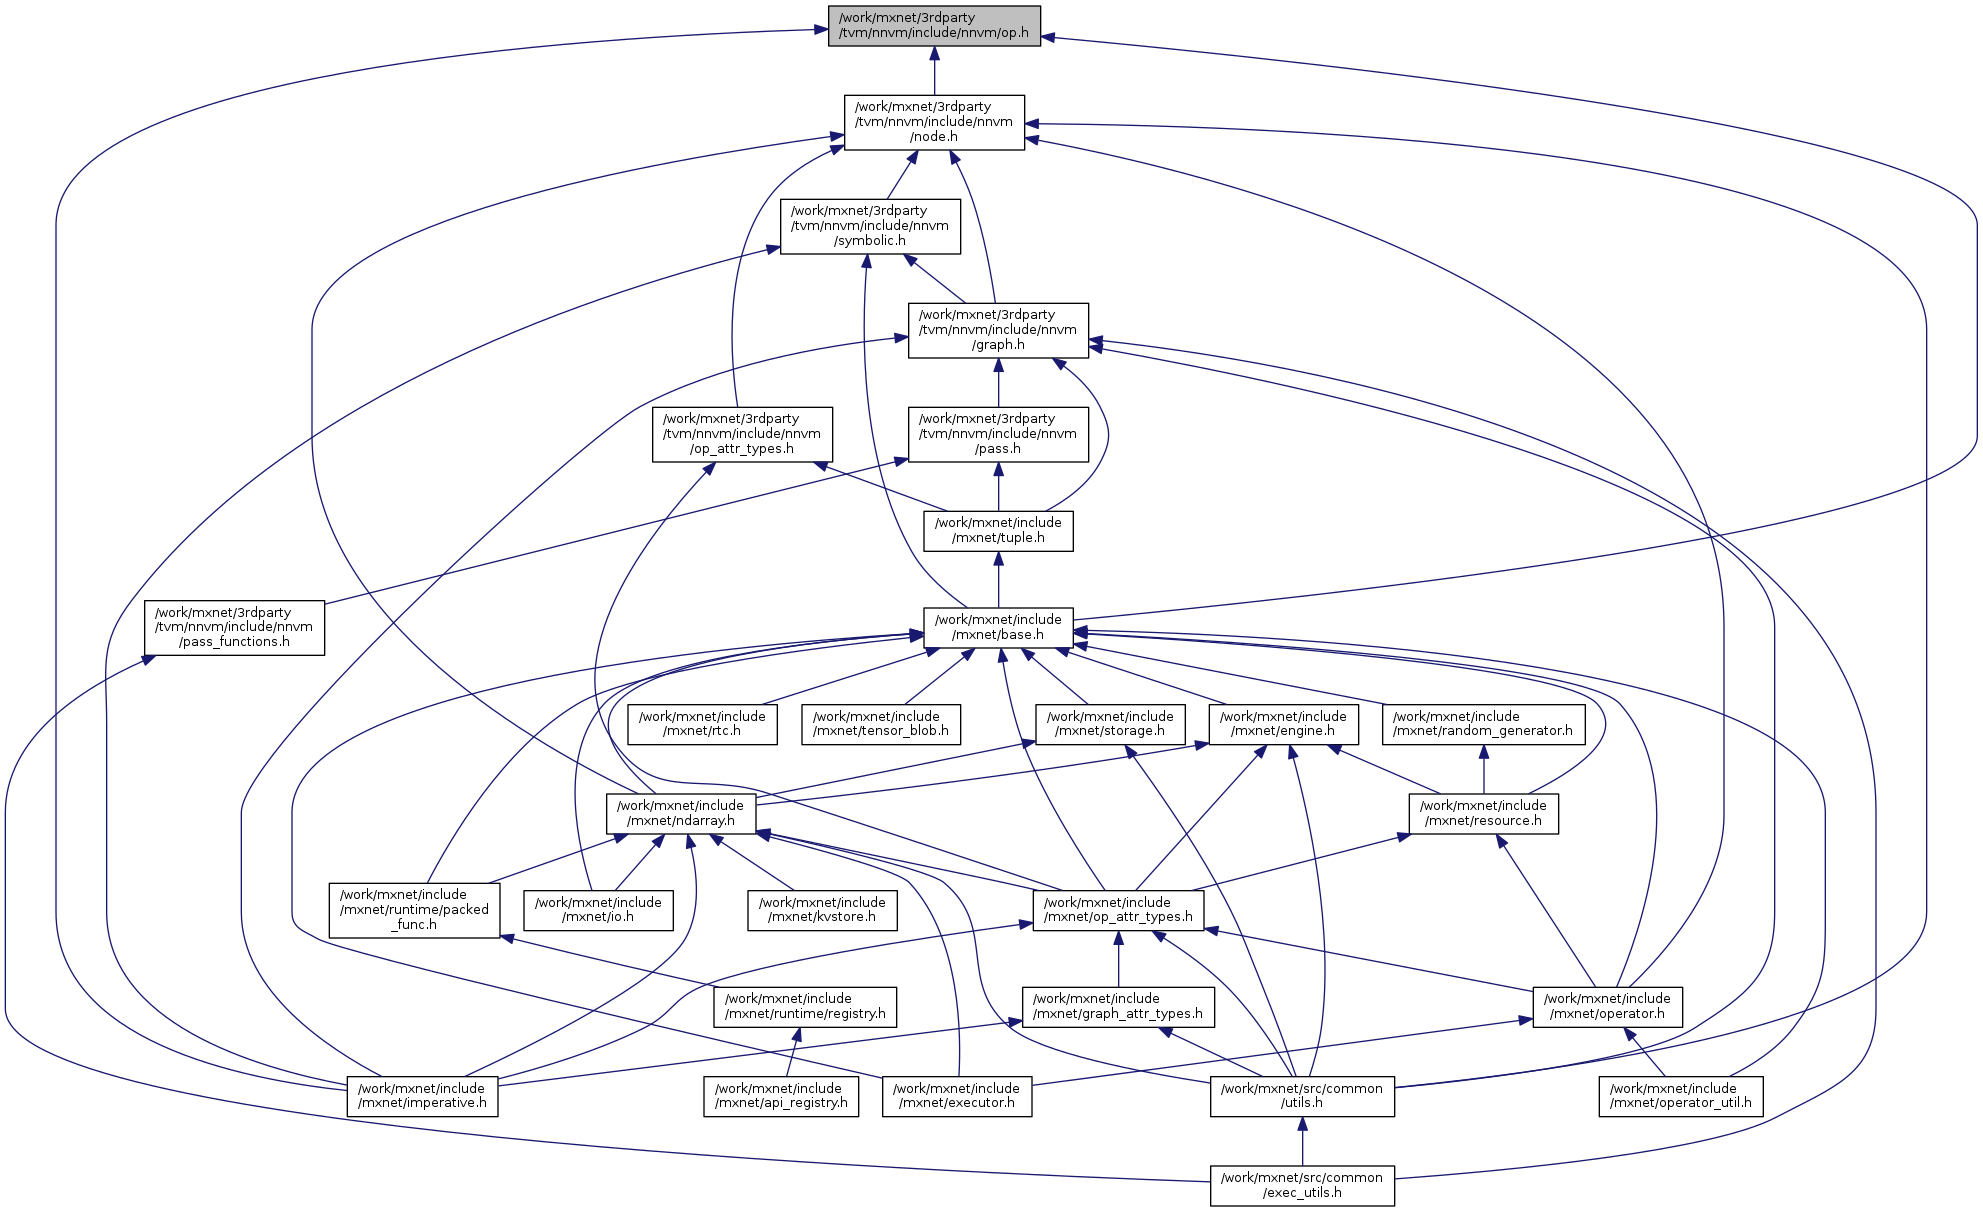 /work/mxnet/3rdparty
/tvm/nnvm/include/nnvm/op.h
/work/mxnet/3rdparty
/tvm/nnvm/include/nnvm
/node.h
/work/mxnet/3rdparty
/tvm/nnvm/include/nnvm
/symbolic.h
/work/mxnet/3rdparty
/tvm/nnvm/include/nnvm
/graph.h
/work/mxnet/3rdparty
/tvm/nnvm/include/nnvm
/op_attr_types.h
/work/mxnet/3rdparty
/tvm/nnvm/include/nnvm
/pass.h
/work/mxnet/include
/mxnet/tuple.h
/work/mxnet/3rdparty
/tvm/nnvm/include/nnvm
/pass_functions.h
/work/mxnet/include
/mxnet/base.h
/work/mxnet/include
/mxnet/rtc.h
/work/mxnet/include
/mxnet/tensor_blob.h
/work/mxnet/include
/mxnet/storage.h
/work/mxnet/include
/mxnet/engine.h
/work/mxnet/include
/mxnet/random_generator.h
/work/mxnet/include
/mxnet/ndarray.h
/work/mxnet/include
/mxnet/resource.h
/work/mxnet/include
/mxnet/runtime/packed
_func.h
/work/mxnet/include
/mxnet/io.h
/work/mxnet/include
/mxnet/kvstore.h
/work/mxnet/include
/mxnet/op_attr_types.h
/work/mxnet/include
/mxnet/runtime/registry.h
/work/mxnet/include
/mxnet/graph_attr_types.h
/work/mxnet/include
/mxnet/operator.h
/work/mxnet/include
/mxnet/imperative.h
/work/mxnet/include
/mxnet/api_registry.h
/work/mxnet/include
/mxnet/executor.h
/work/mxnet/src/common
/utils.h
/work/mxnet/include
/mxnet/operator_util.h
/work/mxnet/src/common
/exec_utils.h